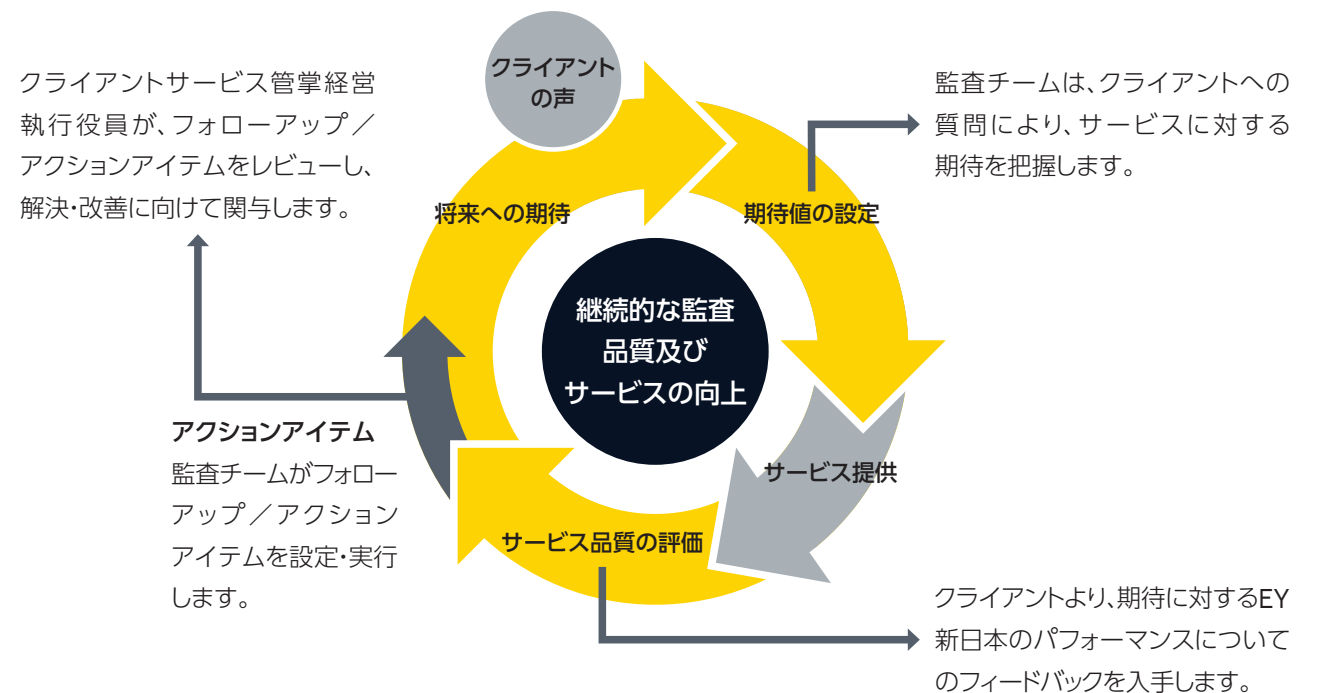 クライアント
の声
クライアントサービス管掌経営
執行役員が、フォローアップ／
アクションアイテムをレビューし、
解決・改善に向けて関与します。
監査チームは、クライアントへの
質問により、サービスに対する
期待を把握します。
将来への期待
期待値の設定
継続的な監査
品質及び
サービスの向上
アクションアイテム
監査チームがフォロー
アップ／アクション
アイテムを設定・実行
します。
サービス提供
サービス品質の評価
クライアントより、期待に対するEY
新日本のパフォーマンスについて
のフィードバックを入手します。